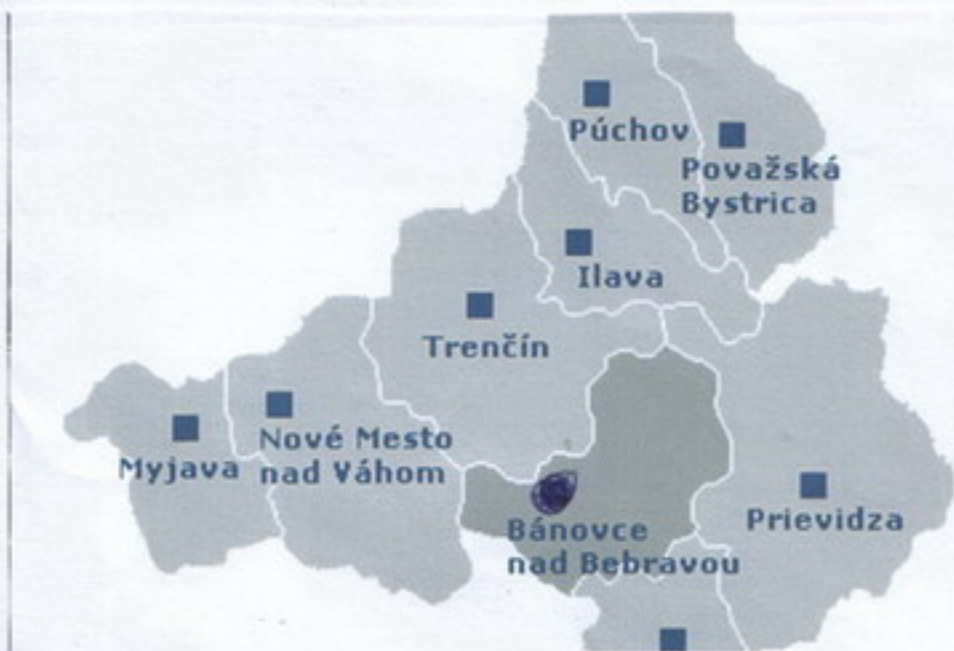 Púchov
Považská
Bystrica
Ilava
Trenčín
Nové Mesto
nad Váhom
Myjava
Bánovce
nad Bebravou
Prievidza